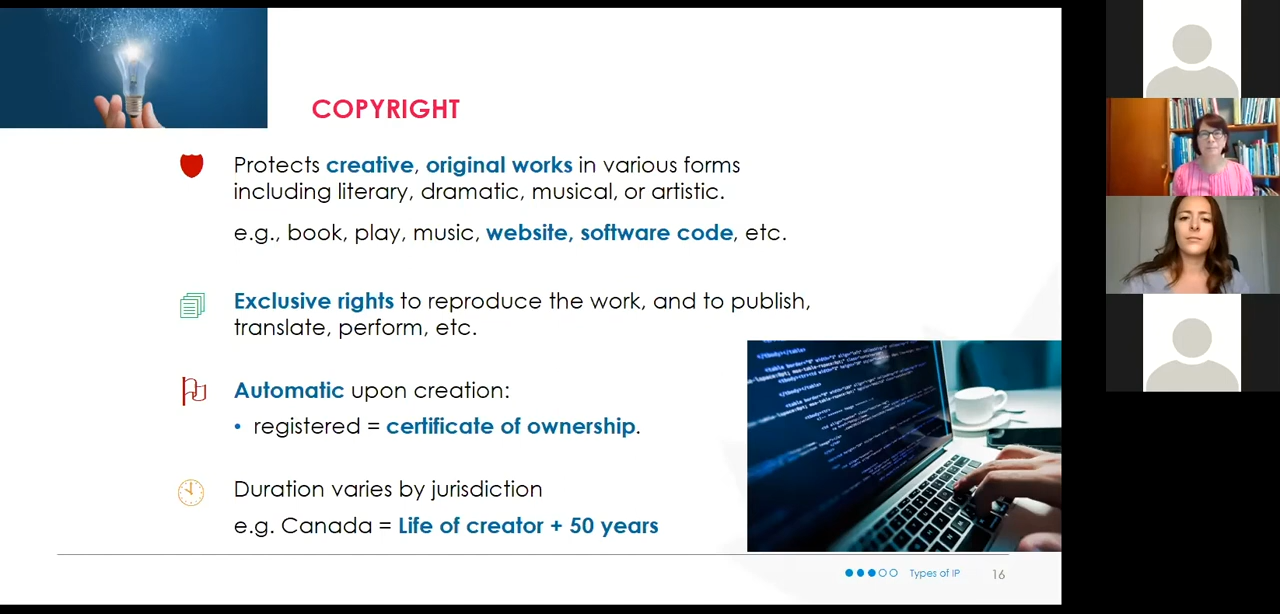 COPYRIGHT
Protects creative, original works in various forms
including literary, dramatic, musical, or artistic.
e.g., book, play, music, website, software code, etc.
Exclusive rights to reproduce the work, and to publish,
translate, perform, etc.
Automatic upon creation:
• registered = certificate of ownership.
Duration varies by jurisdiction
e.g. Canada = Life of creator + 50 years
Types of IP 16